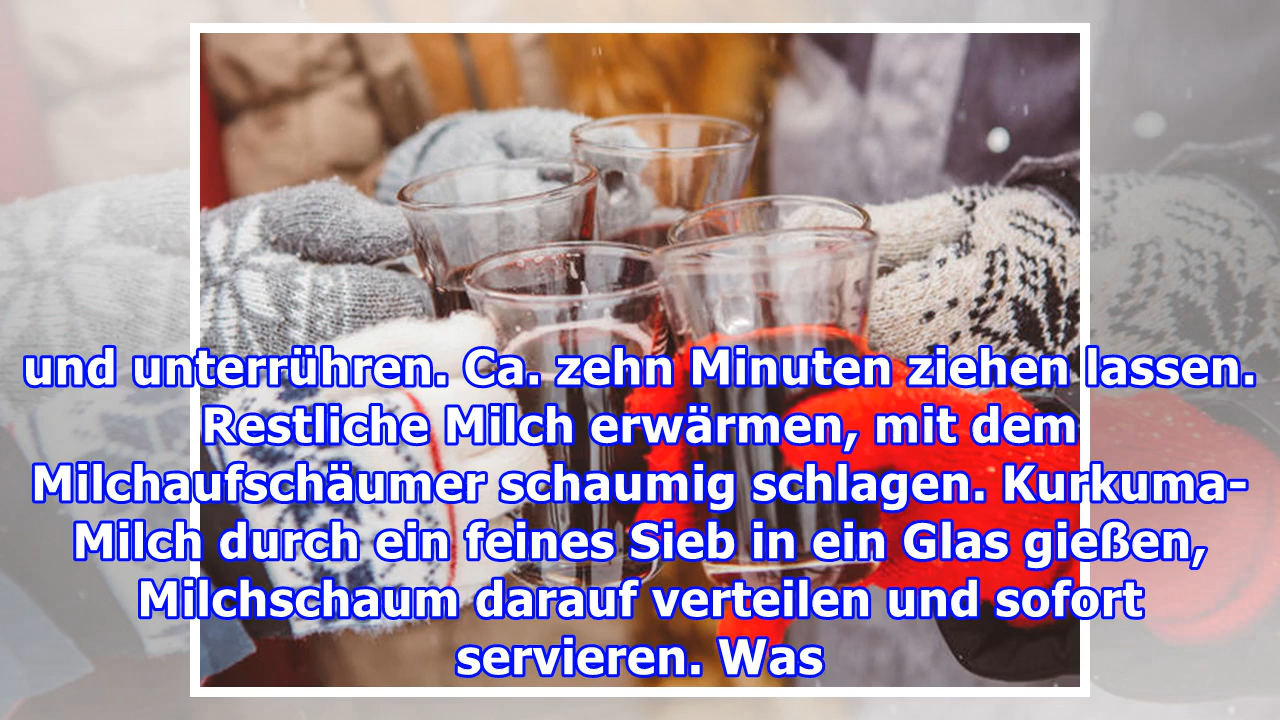 und unterrühren. Ca. zehn Minuten ziehen lassen.
Restliche Milch erwärmen, mit dem
Milchaufschäumer schaumig schlagen. Kurkuma-
Milch durch ein feines Sieb in ein Glas gießen,
Milchschaum darauf verteilen und sofort
servieren. Was